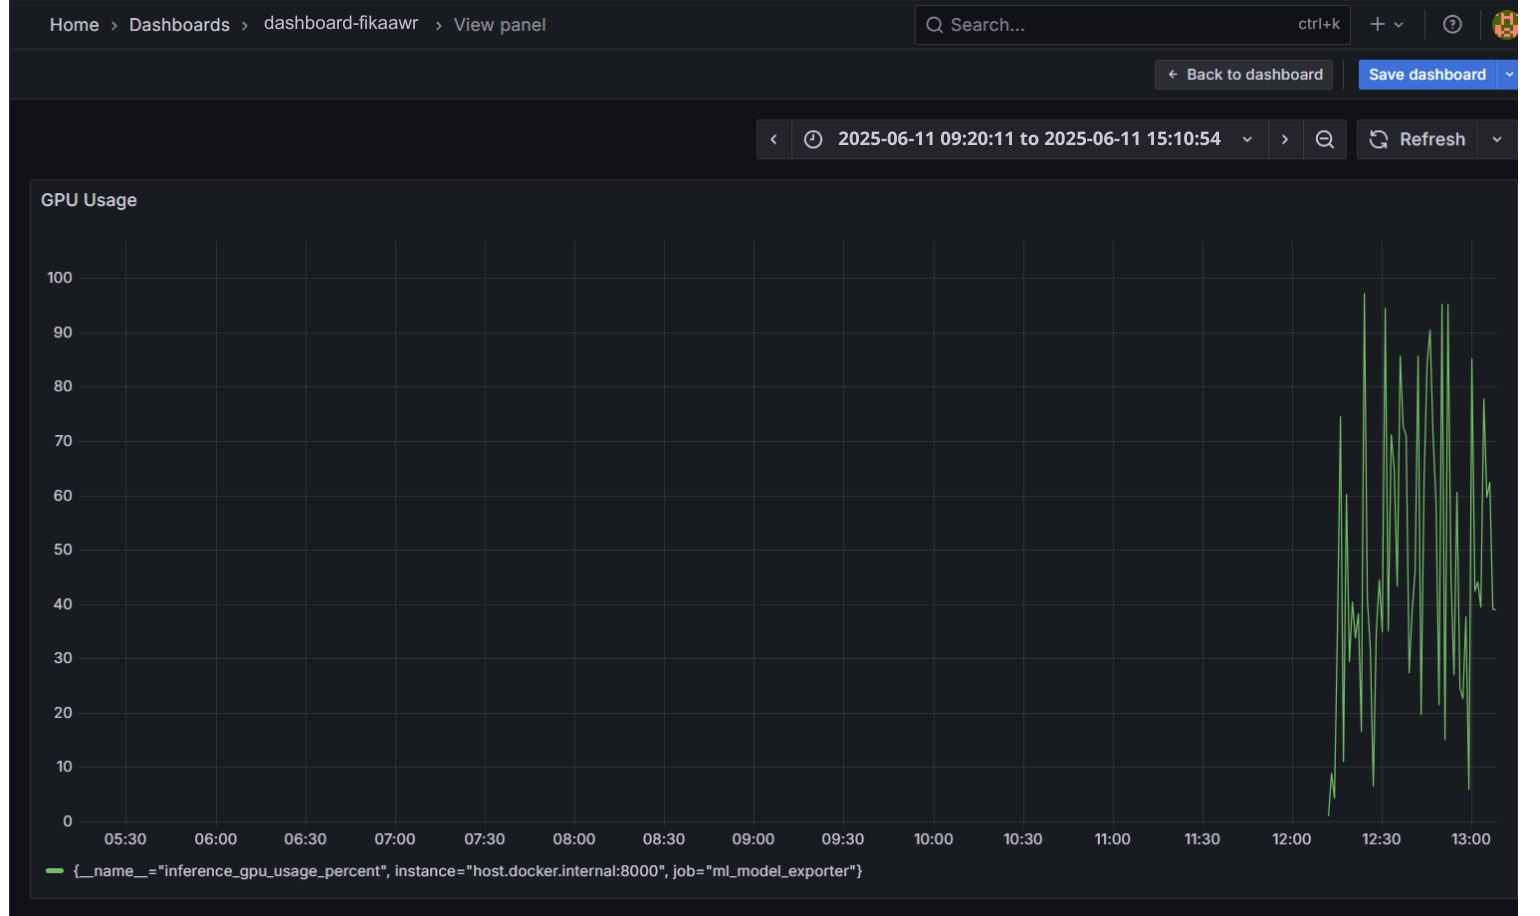 Home › Dashboards › dashboard-fikaawr › View panel Search... ctrl+k
← Back to dashboard Save dashboard
2025-06-11 09:20:11 to 2025-06-11 15:10:54 Refresh
GPU Usage
100
90
80
70
60
50
40
30
20
10
0
05:30 06:00 06:30 07:00 07:30 08:00 08:30 09:00 09:30 10:00 10:30 11:00 11:30 12:00 12:30 13:00
{__name__="inference_gpu_usage_percent", instance="host.docker.internal:8000", job="ml_model_exporter"}